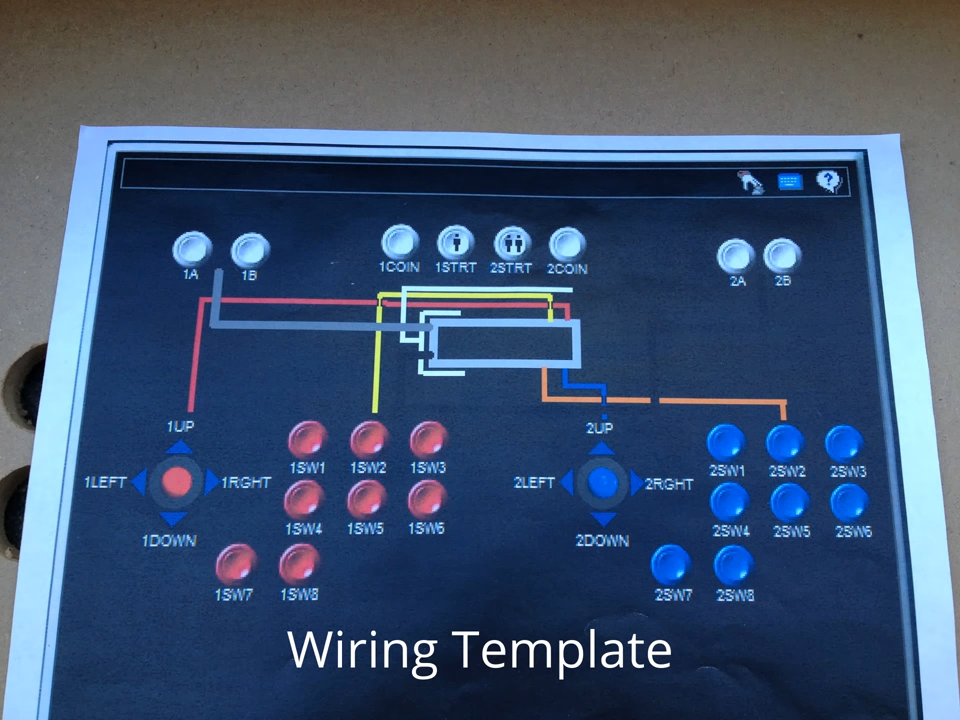 ?
1A 1B 1COIN 1STRT 2STRT 2COIN 2A 2B
1UP 2UP
1SW1 1SW2 1SW3 2SW1 2SW2 2SW3
1LEFT 1RGHT 2LEFT 2RGHT
1SW4 1SW5 1SW6 2SW4 2SW5 2SW6
1DOWN 2DOWN
1SW7 1SW8 2SW7 2SW8
Wiring Template